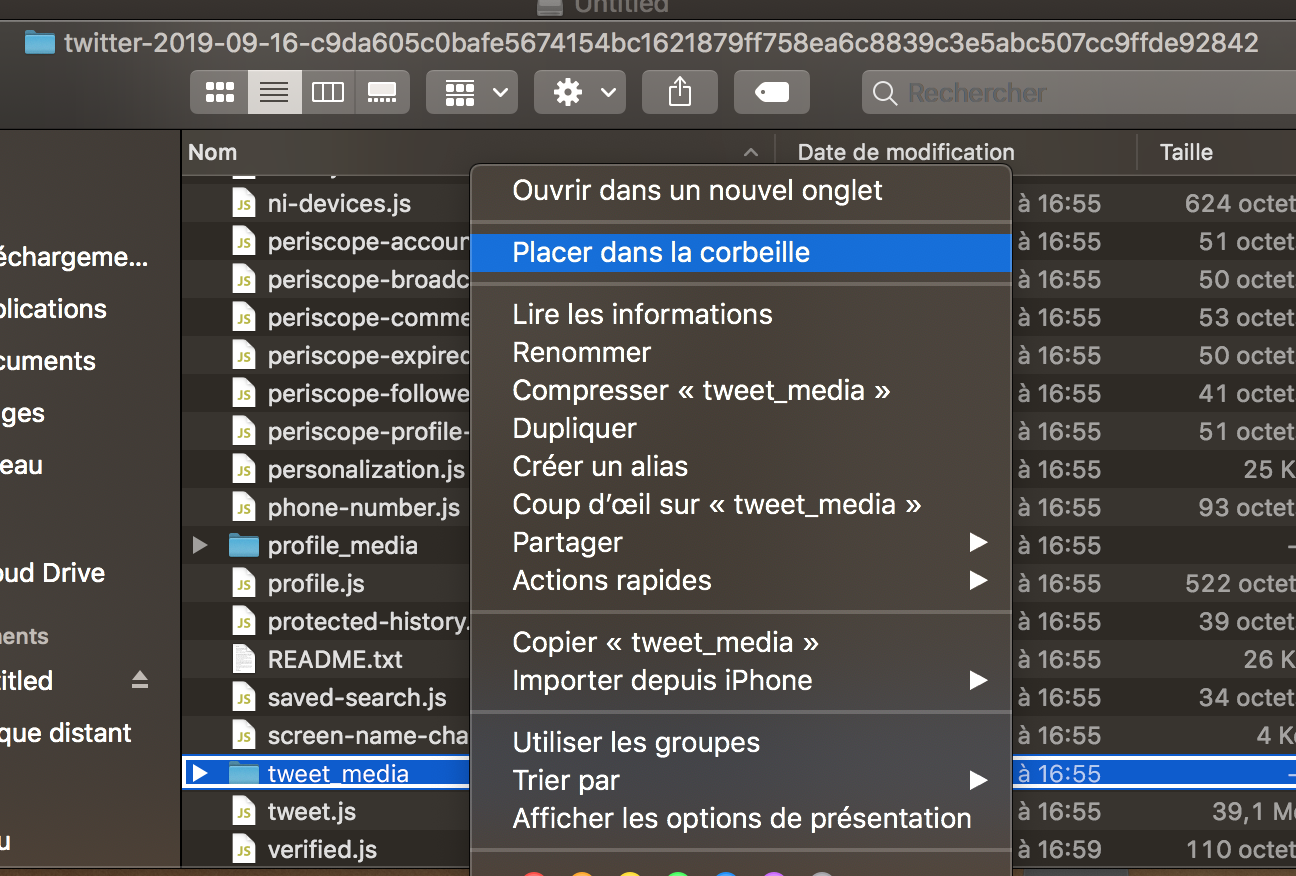 Untitled
twitter-2019-09-16-c9da605c0bafe5674154bc1621879ff758ea6c8839c3e5abc507cc9ffde92842
Rechercher
Nom Date de modification Taille
ni-devices.js à 16:55 624 octet
periscope-accoun à 16:55 51 octet
periscope-broadc à 16:55 50 octet
periscope-comme à 16:55 53 octet
periscope-expired à 16:55 50 octet
periscope-followe à 16:55 41 octet
periscope-profile- à 16:55 51 octet
personalization.js à 16:55 25 K
phone-number.js à 16:55 93 octet
profile_media à 16:55 -
profile.js à 16:55 522 octet
protected-history. à 16:55 39 octet
README.txt à 16:55 26 K
saved-search.js à 16:55 34 octet
screen-name-cha à 16:55 4 K
tweet_media à 16:55 -
tweet.js à 16:55 39,1 M
verified.js à 16:59 110 octet
Ouvrir dans un nouvel onglet
Placer dans la corbeille
Lire les informations
Renommer
Compresser « tweet_media »
Dupliquer
Créer un alias
Coup d’œil sur « tweet_media »
Partager
Actions rapides
Copier « tweet_media »
Importer depuis iPhone
Utiliser les groupes
Trier par
Afficher les options de présentation
échargeme...
plications
cuments
ges
eau
oud Drive
ents
itled
que distant
u